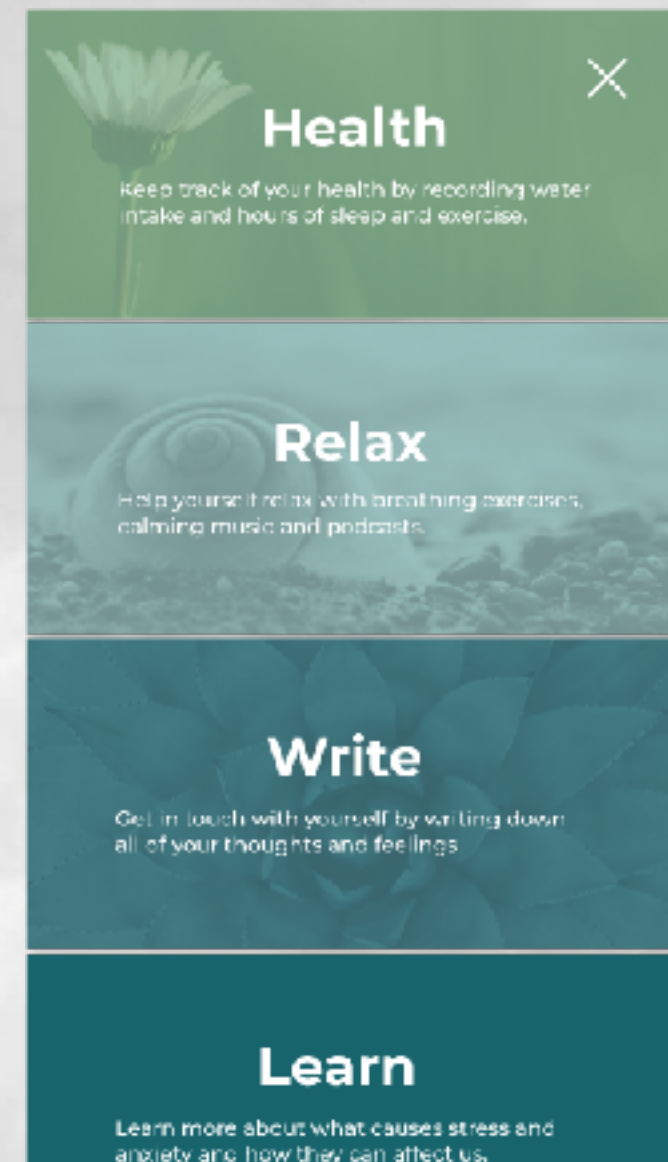 Health
Keep track of your health by recording water
intake and hours of sleep and exercise.
Relax
Help yourself relax with breathing exercises,
calming music and podcasts.
Write
Get in touch with yourself by writing down
all of your thoughts and feelings
Learn
Learn more about what causes stress and
anxiety and how they can affect us.